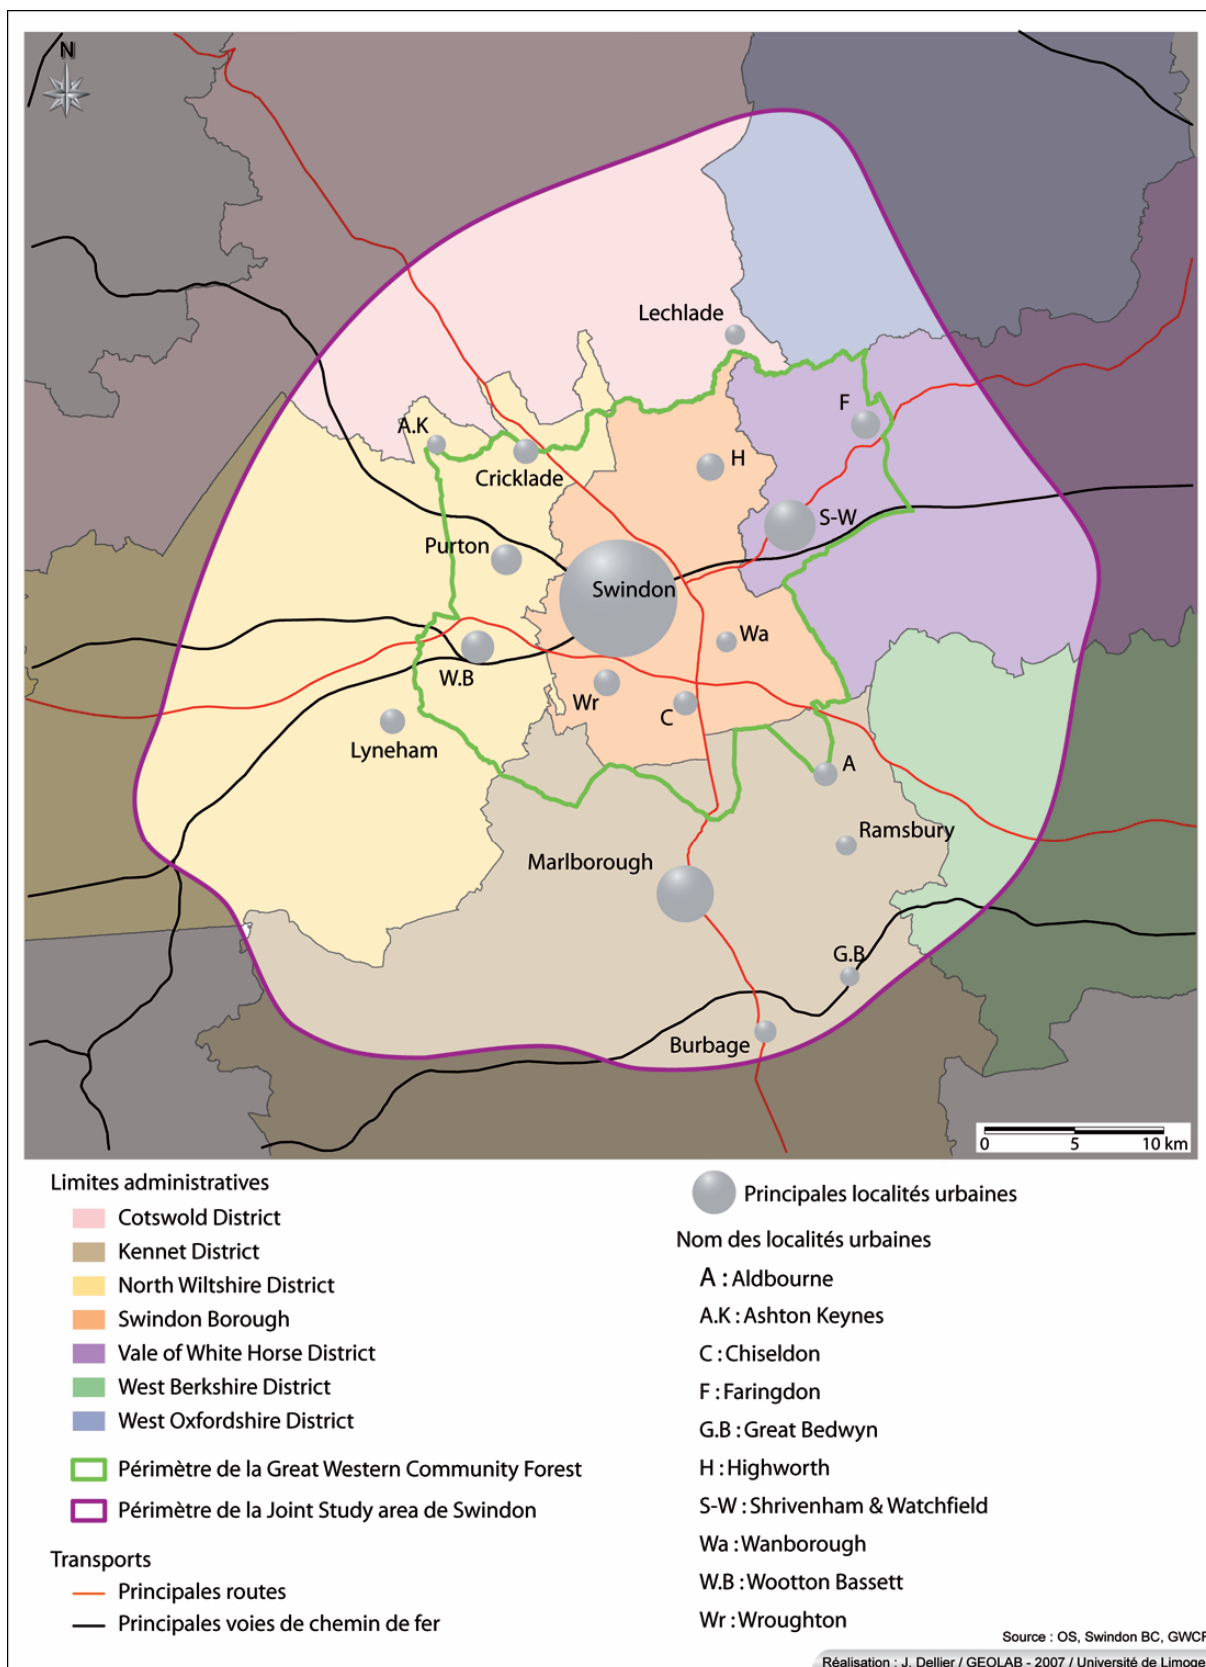 N
Lechlade
A.K
F
Cricklade
H
S-W
Purton
Swindon
Wa
W.B
Wr
C
Lyneham
A
Ramsbury
Marlborough
G.B
Burbage
0 5 10 km
Limites administratives
Cotswold District
Kennet District
North Wiltshire District
Swindon Borough
Vale of White Horse District
West Berkshire District
West Oxfordshire District
Périmètre de la Great Western Community Forest
Périmètre de la Joint Study area de Swindon
Transports
Principales routes
Principales voies de chemin de fer
Principales localités urbaines
Nom des localités urbaines
A : Aldbourne
A.K : Ashton Keynes
C : Chiseldon
F : Faringdon
G.B : Great Bedwyn
H : Highworth
S-W : Shrivenham & Watchfield
Wa : Wanborough
W.B : Wootton Bassett
Wr : Wroughton
Source : OS, Swindon BC, GWCF
Réalisation : J. Dellier / GEOLAB - 2007 / Université de Limoge